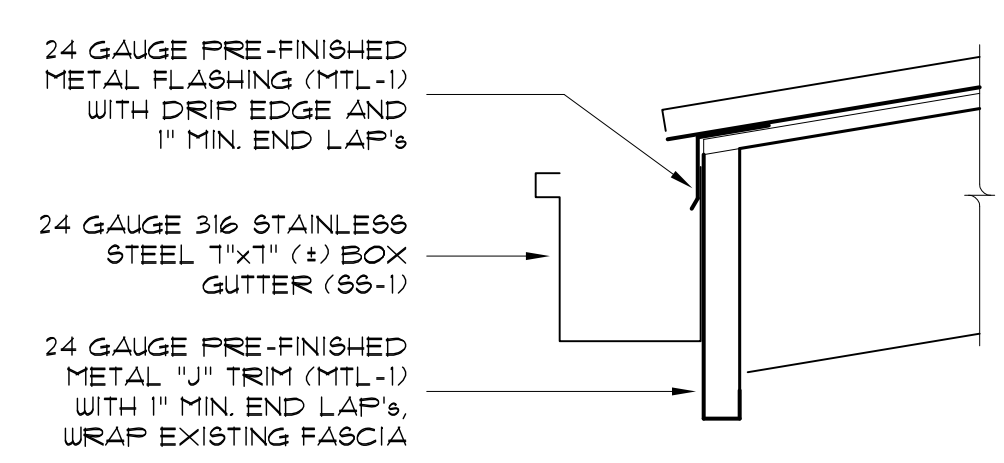 24 GAUGE PRE-FINISHED
METAL FLASHING (MTL-1)
WITH DRIP EDGE AND
1" MIN. END LAP's
24 GAUGE 316 STAINLESS
STEEL 7"x7" (±) BOX
GUTTER (SS-1)
24 GAUGE PRE-FINISHED
METAL "J" TRIM (MTL-1)
WITH 1" MIN. END LAP's,
WRAP EXISTING FASCIA